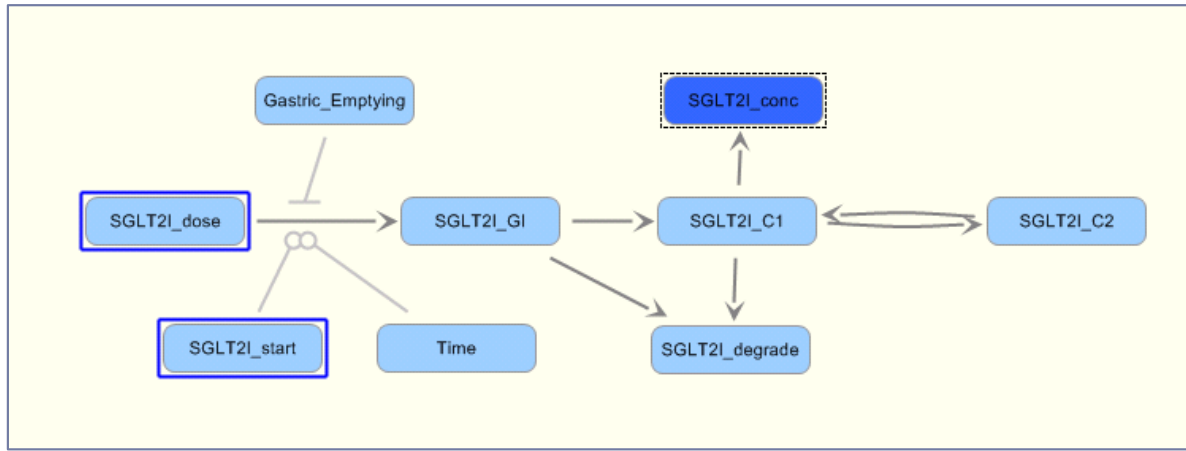 Gastric_Emptying
SGLT2I_conc
SGLT2I_dose
SGLT2I_GI
SGLT2I_C1
SGLT2I_C2
SGLT2I_start
Time
SGLT2I_degrade